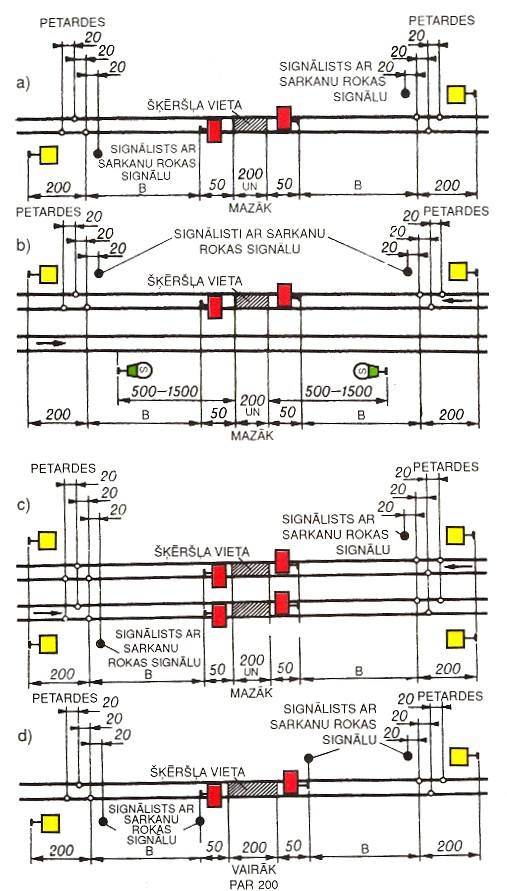 PETARDES
PETARDES
20
20
20
20
20
20
a)
SIGNĀLISTS AR
SARKANU ROKAS
SIGNĀLU
ŠĶĒRŠĻA VIETA
SIGNĀLISTS AR
SARKANU ROKAS
SIGNĀLU
200
B
50
200
UN
MAZĀK
50
B
200
PETARDES
PETARDES
20
20
20
20
20
20
b)
SIGNĀLISTI AR SARKANU
ROKAS SIGNĀLU
ŠĶĒRŠĻA VIETA
S
S
500–1500
500–1500
200
B
50
200
UN
MAZĀK
50
B
200
PETARDES
PETARDES
20
20
20
20
20
20
c)
SIGNĀLISTS AR
SARKANU ROKAS
SIGNĀLU
ŠĶĒRŠĻA VIETA
SIGNĀLISTS AR
SARKANU
ROKAS SIGNĀLU
200
B
50
200
UN
MAZĀK
50
B
200
PETARDES
PETARDES
20
20
20
20
20
20
d)
SIGNĀLISTS AR
SARKANU ROKAS
SIGNĀLU
ŠĶĒRŠĻA VIETA
SIGNĀLISTS AR
SARKANU
ROKAS
SIGNĀLU
200
B
50
200
50
B
200
VAIRĀK
PAR 200